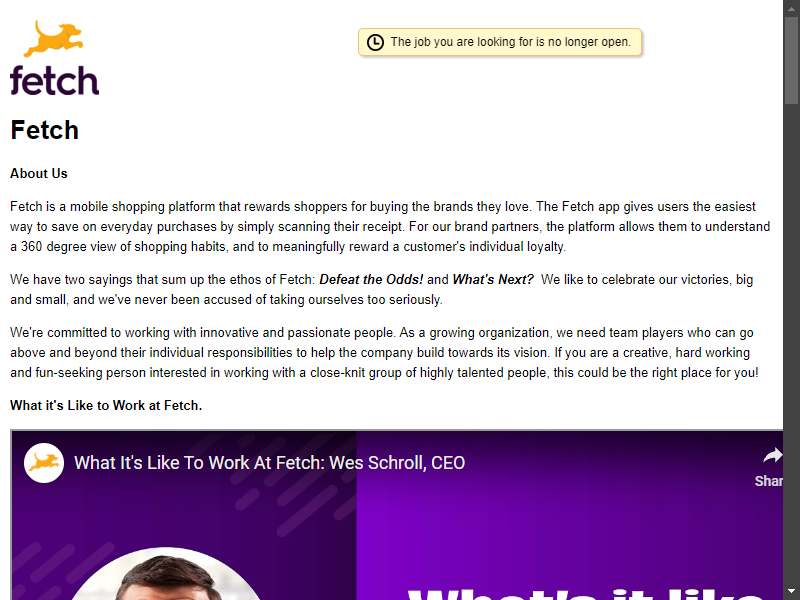 fetch
The job you are looking for is no longer open.
Fetch
About Us
Fetch is a mobile shopping platform that rewards shoppers for buying the brands they love. The Fetch app gives users the easiest
way to save on everyday purchases by simply scanning their receipt. For our brand partners, the platform allows them to understand
a 360 degree view of shopping habits, and to meaningfully reward a customer's individual loyalty.
We have two sayings that sum up the ethos of Fetch: Defeat the Odds! and What's Next?  We like to celebrate our victories, big
and small, and we've never been accused of taking ourselves too seriously.
We're committed to working with innovative and passionate people. As a growing organization, we need team players who can go
above and beyond their individual responsibilities to help the company build towards its vision. If you are a creative, hard working
and fun-seeking person interested in working with a close-knit group of highly talented people, this could be the right place for you!
What it's Like to Work at Fetch.
What It's Like To Work At Fetch: Wes Schroll, CEO
Shar
What's it like